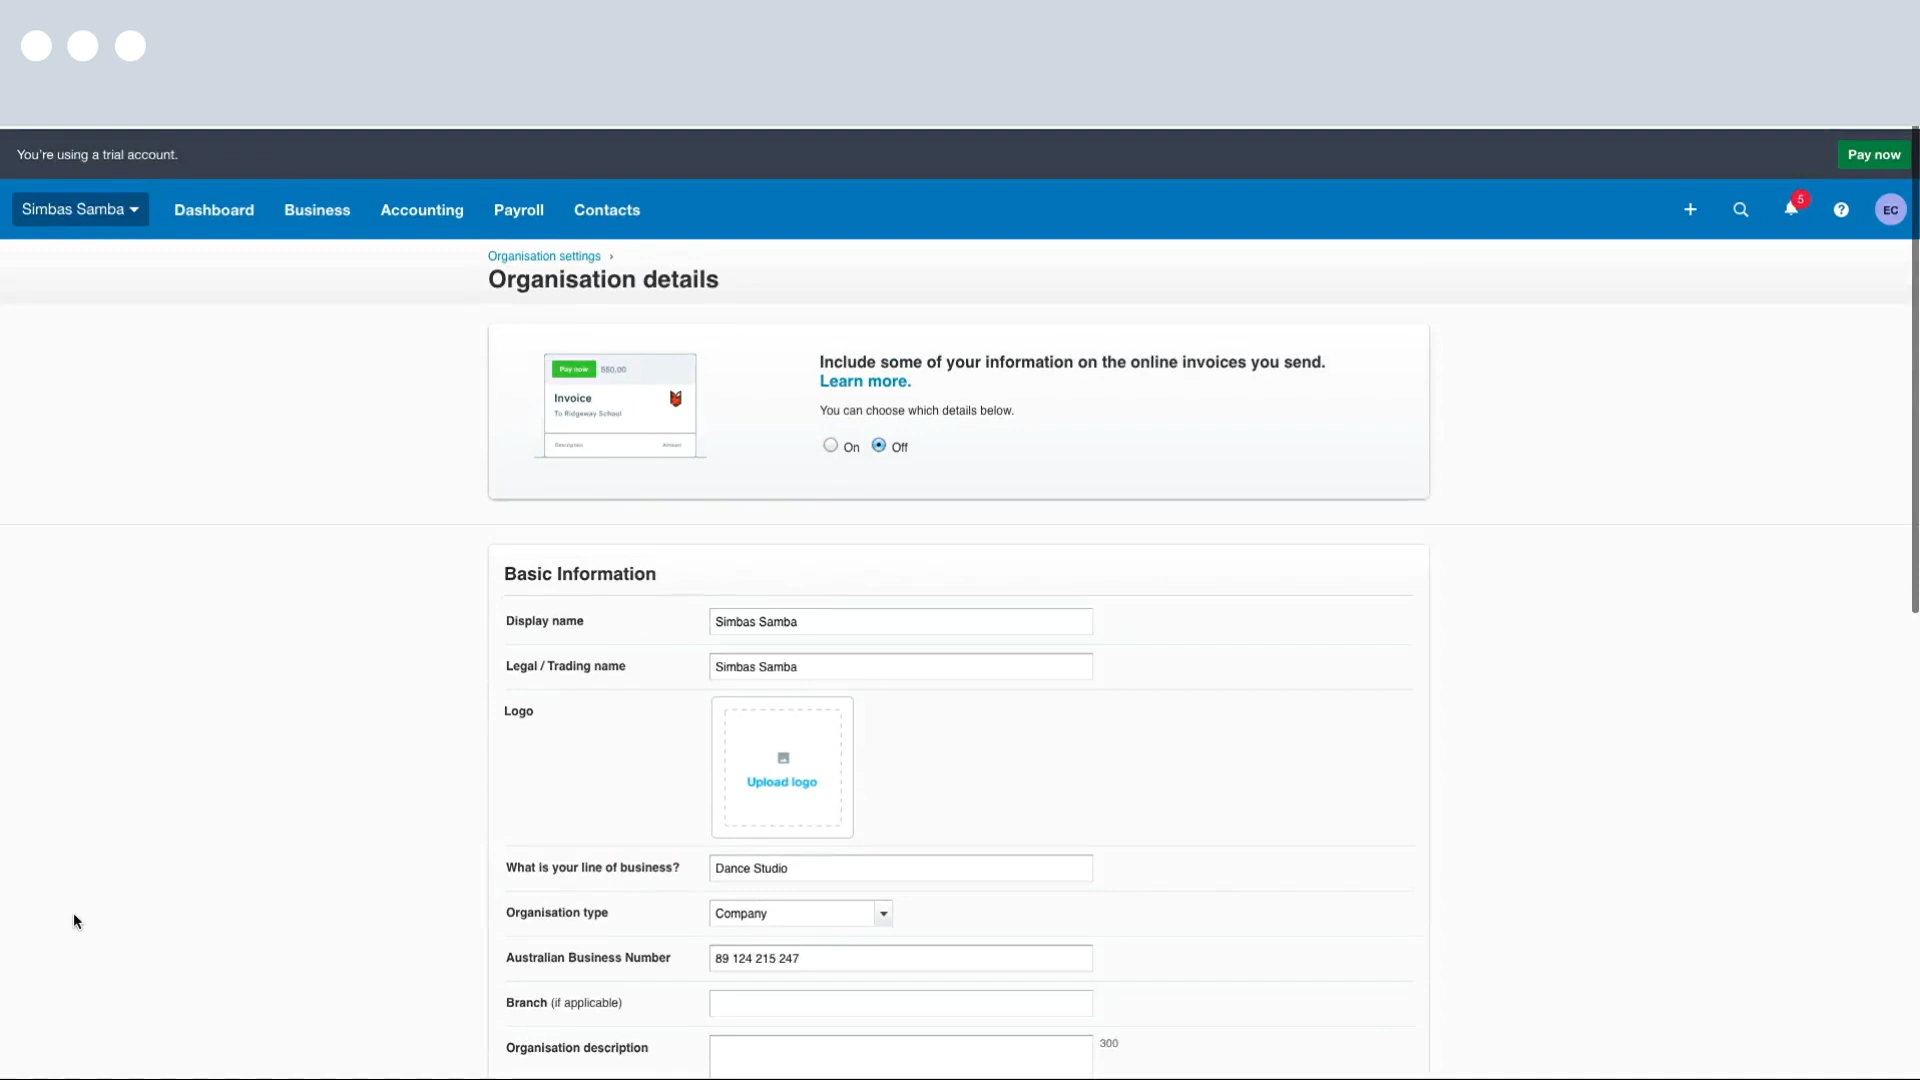 You're using a trial account.
Pay now
Simbas Samba
Dashboard
Business
Accounting
Payroll
Contacts
5
EC
Organisation settings ›
Organisation details
Pay now 550.00
Invoice
To Ridgeway School
Description Amount
Include some of your information on the online invoices you send.
Learn more.
You can choose which details below.
On Off
Basic Information
Display name
Simbas Samba
Legal / Trading name
Simbas Samba
Logo
Upload logo
What is your line of business?
Dance Studio
Organisation type
Company
Australian Business Number
89 124 215 247
Branch (if applicable)
Organisation description
300